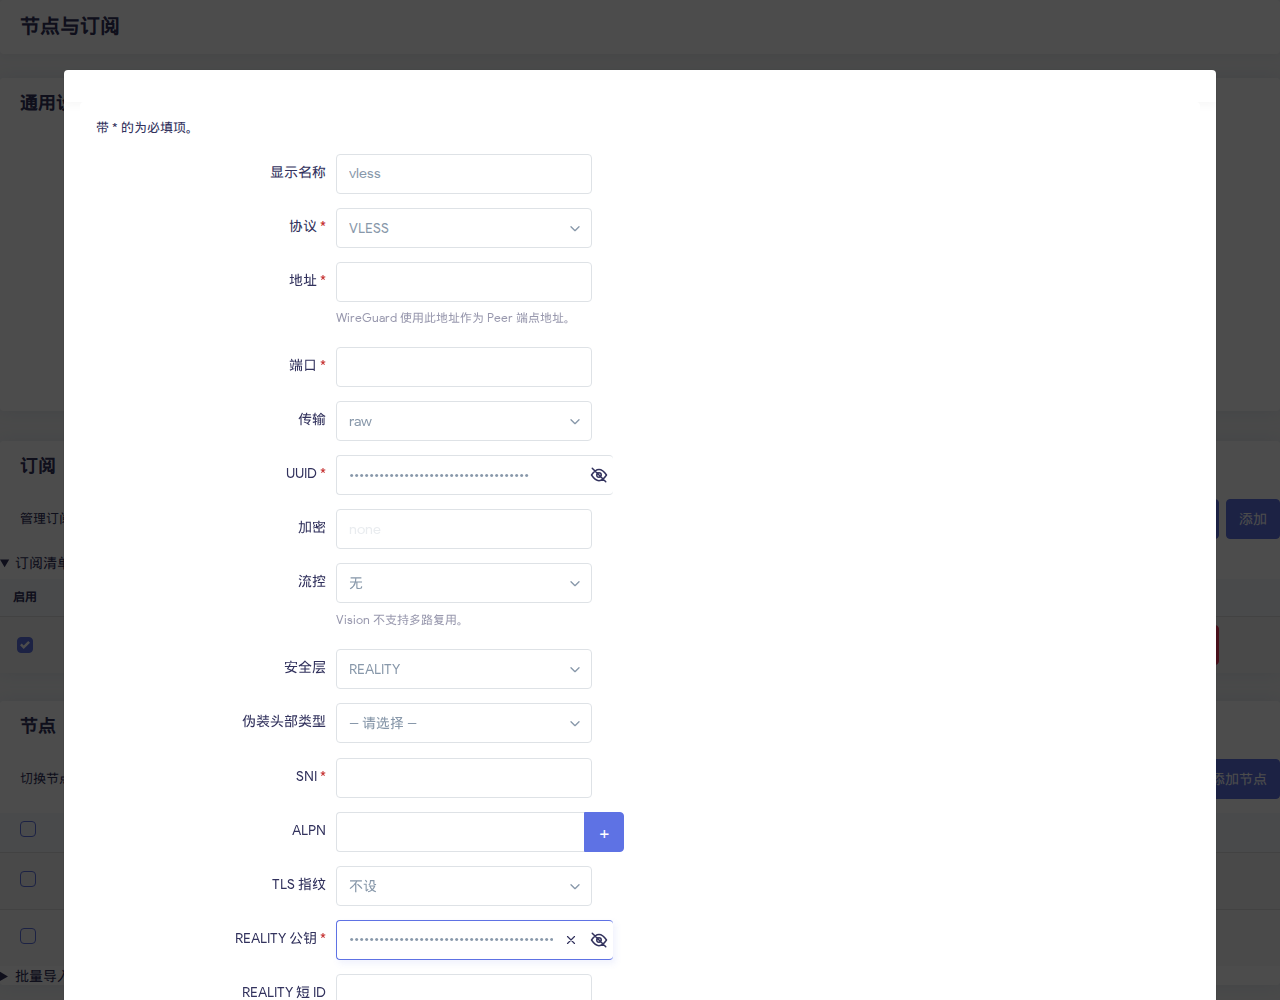 节点与订阅
通用设
带 * 的为必填项。
显示名称 vless
协议 * VLESS
地址 *
WireGuard 使用此地址作为 Peer 端点地址。
端口 *
传输 raw
订阅
UUID * ••••••••••••••••••••••••••••••••••••
管理订阅
添加
加密 none
▼ 订阅清单
流控 无
启用
Vision 不支持多路复用。
安全层 REALITY
节点
伪装头部类型 – 请选择 –
SNI *
切换节点
添加节点
ALPN +
TLS 指纹 不设
REALITY 公钥 * •••••••••••••••••••••••••••••••••••••••••
▶ 批量导入
REALITY 短 ID